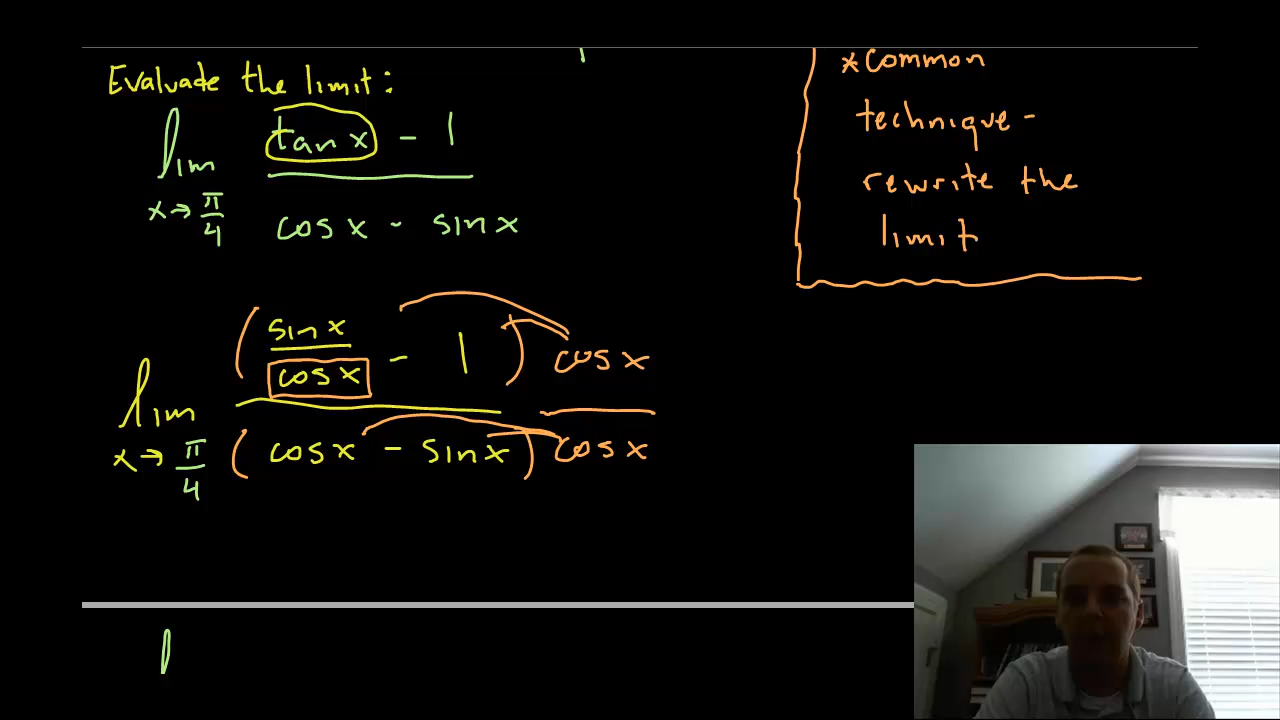 Evaluate the limit:
lim tan x - 1
x→ π/4 cos x - sin x
*Common
technique -
rewrite the
limit
lim ( sin x / cos x - 1 ) cos x
x→ π/4 ( cos x - sin x ) cos x
l